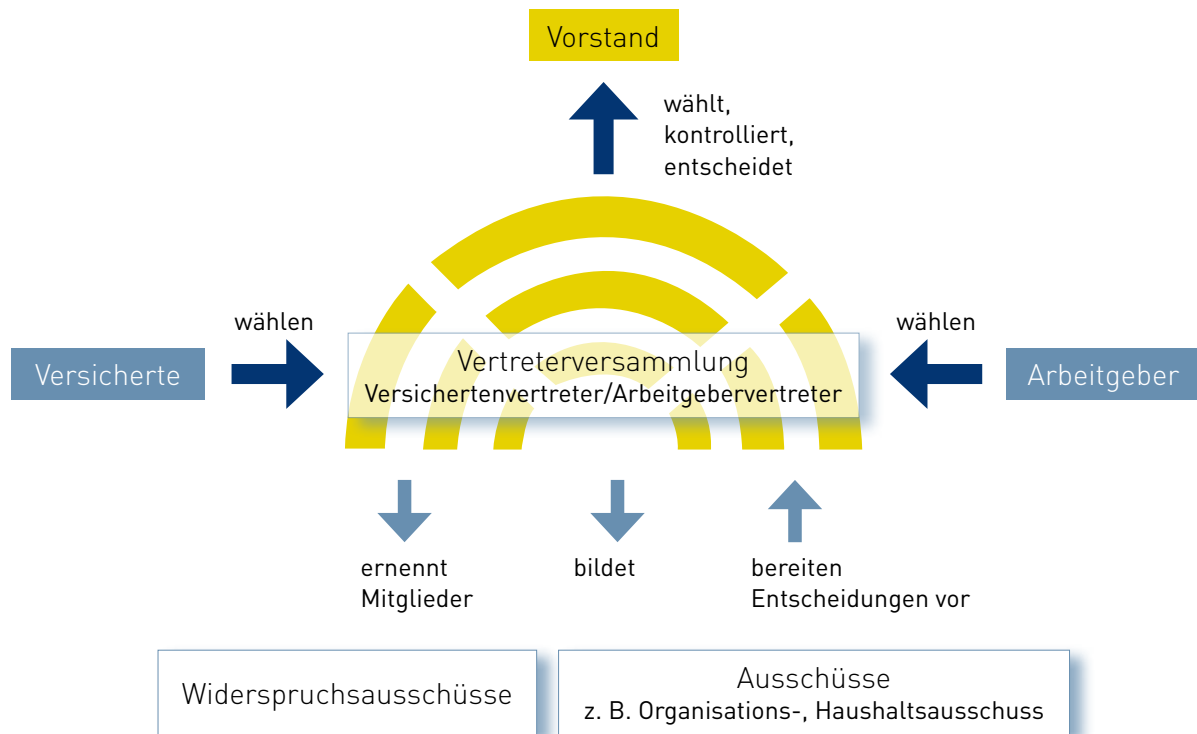 Vorstand
wählt,
kontrolliert,
entscheidet
wählen
wählen
Versicherte
Vertreterversammlung
Versichertenvertreter/Arbeitgebervertreter
Arbeitgeber
ernennt
Mitglieder
bildet
bereiten
Entscheidungen vor
Widerspruchsausschüsse
Ausschüsse
z. B. Organisations-, Haushaltsausschuss